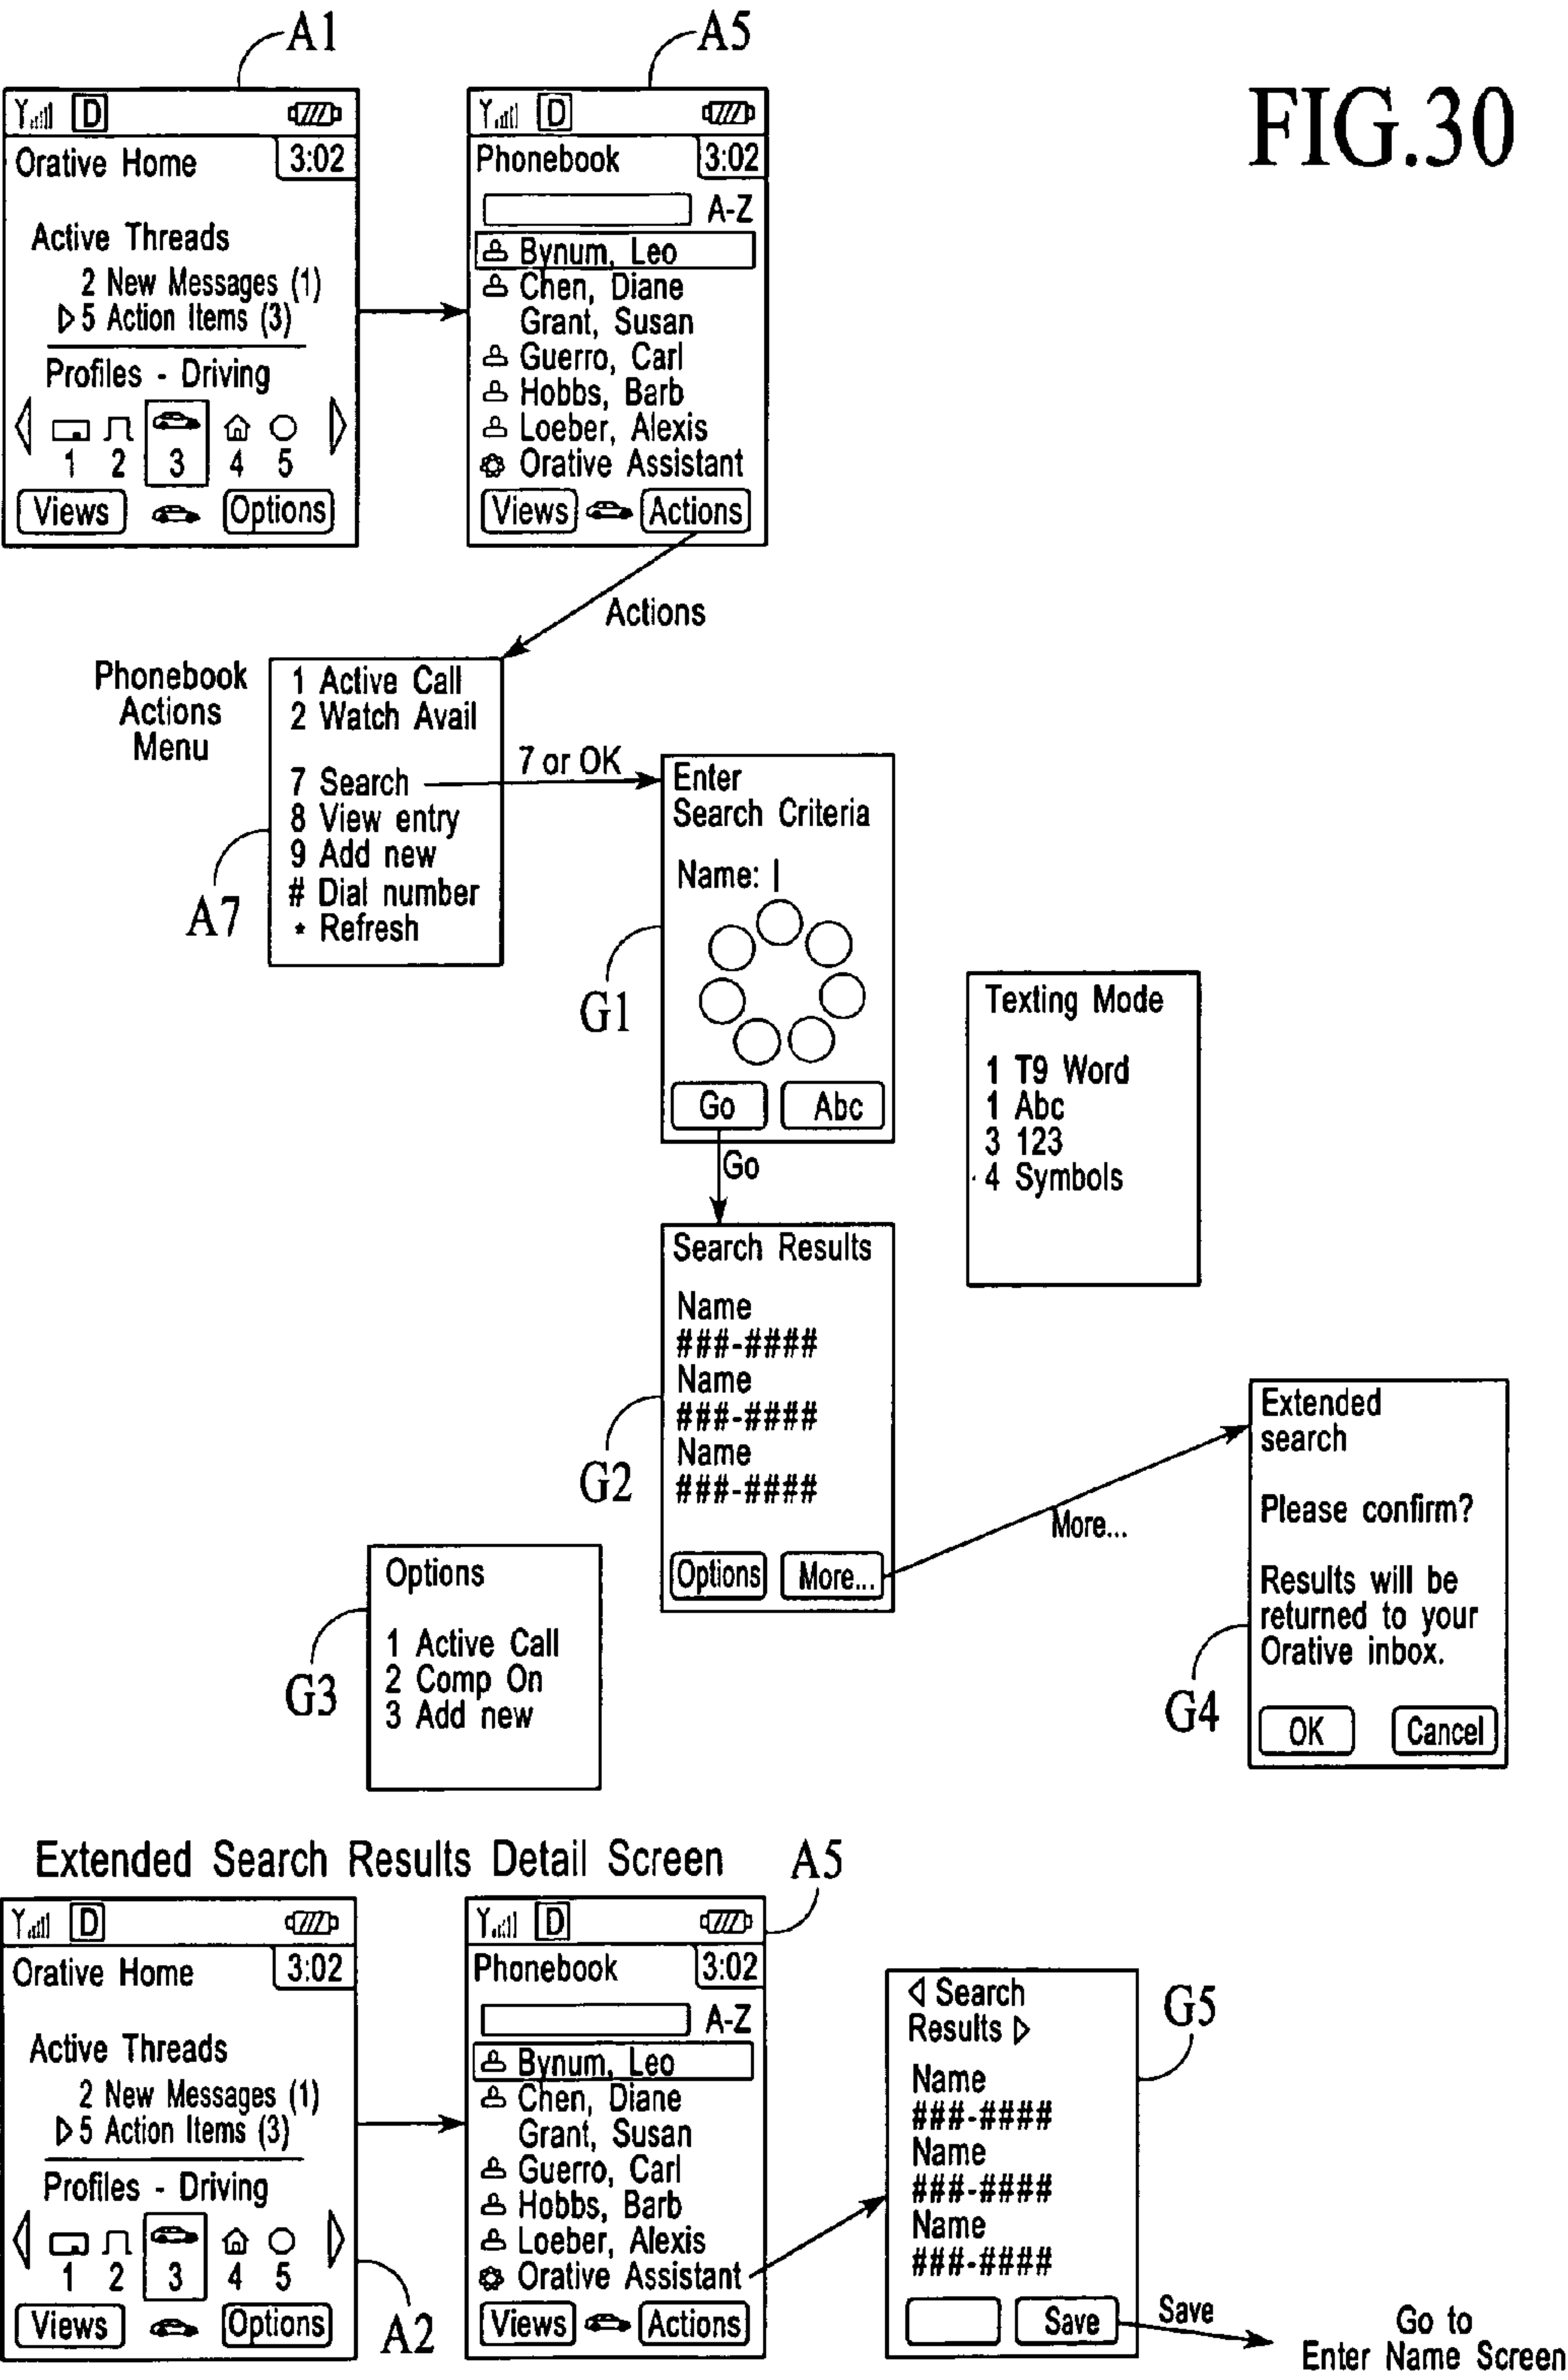 FIG.30
A1
D
Orative Home 3:02
Active Threads
2 New Messages (1)
5 Action Items (3)
Profiles - Driving
1 2 3 4 5
Views Options
A5
D
Phonebook 3:02
A-Z
Bynum, Leo
Chen, Diane
Grant, Susan
Guerro, Carl
Hobbs, Barb
Loeber, Alexis
Orative Assistant
Views Actions
Actions
Phonebook
Actions
Menu
1 Active Call
2 Watch Avail
7 Search
8 View entry
9 Add new
# Dial number
* Refresh
A7
7 or OK
Enter
Search Criteria
Name:
Go Abc
G1
Go
Texting Mode
1 T9 Word
1 Abc
3 123
4 Symbols
Search Results
Name
###-####
Name
###-####
Name
###-####
Options More...
G2
More...
Options
1 Active Call
2 Comp On
3 Add new
G3
Extended
search
Please confirm?
Results will be
returned to your
Orative inbox.
OK Cancel
G4
Extended Search Results Detail Screen
D
Orative Home 3:02
Active Threads
2 New Messages (1)
5 Action Items (3)
Profiles - Driving
1 2 3 4 5
Views Options
A2
A5
D
Phonebook 3:02
A-Z
Bynum, Leo
Chen, Diane
Grant, Susan
Guerro, Carl
Hobbs, Barb
Loeber, Alexis
Orative Assistant
Views Actions
Search
Results
Name
###-####
Name
###-####
Name
###-####
Save
G5
Save
Go to
Enter Name Screen